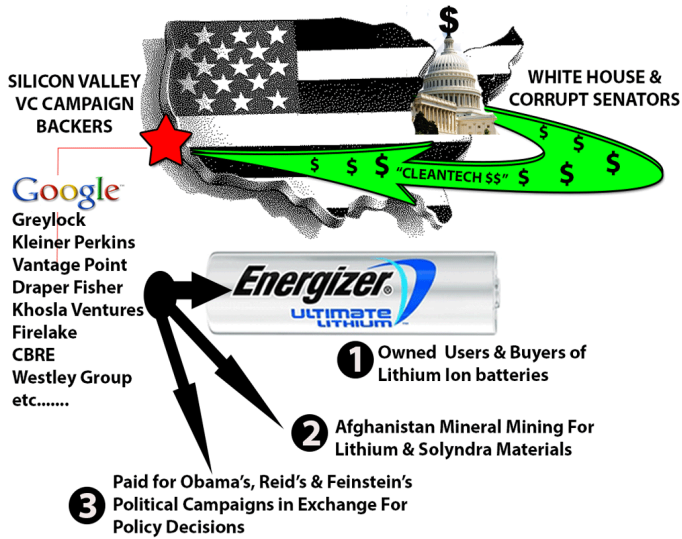 $
SILICON VALLEY
VC CAMPAIGN
BACKERS
WHITE HOUSE &
CORRUPT SENATORS
$ $ $ "CLEANTECH $$" $ $ $ $ $
Google™
Greylock
Kleiner Perkins
Vantage Point
Draper Fisher
Khosla Ventures
Firelake
CBRE
Westley Group
etc.......
Energizer®
ULTIMATE
LITHIUM™
1 Owned Users & Buyers of
Lithium Ion batteries
2 Afghanistan Mineral Mining For
Lithium & Solyndra Materials
3 Paid for Obama's, Reid's & Feinstein's
Political Campaigns in Exchange For
Policy Decisions